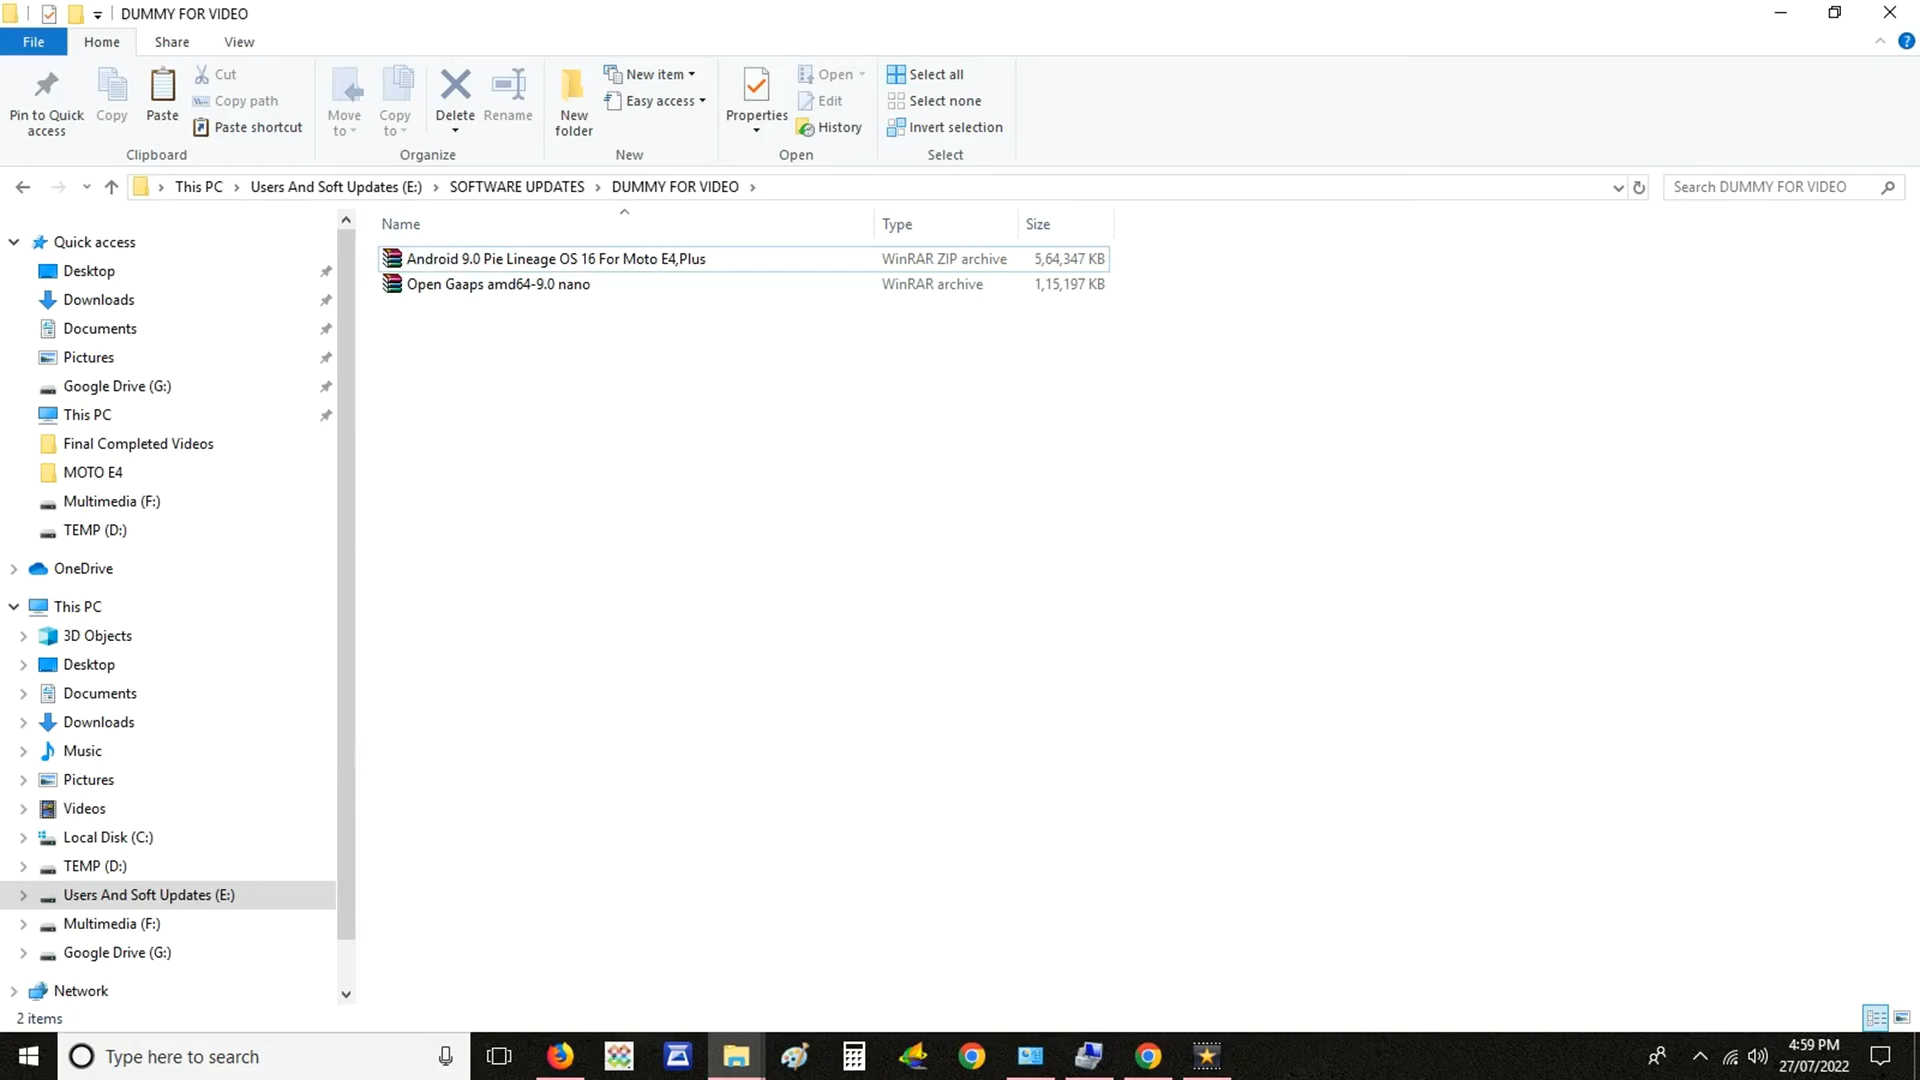 DUMMY FOR VIDEO
File Home Share View
Pin to Quick access
Copy
Paste
Cut
Copy path
Paste shortcut
Clipboard
Move to
Copy to
Delete
Rename
Organize
New folder
New item
Easy access
New
Properties
Open
Edit
History
Open
Select all
Select none
Invert selection
Select
This PC Users And Soft Updates (E:) SOFTWARE UPDATES DUMMY FOR VIDEO
Search DUMMY FOR VIDEO
Name Type Size
Android 9.0 Pie Lineage OS 16 For Moto E4,Plus WinRAR ZIP archive 5,64,347 KB
Open Gaaps amd64-9.0 nano WinRAR archive 1,15,197 KB
Quick access
Desktop
Downloads
Documents
Pictures
Google Drive (G:)
This PC
Final Completed Videos
MOTO E4
Multimedia (F:)
TEMP (D:)
OneDrive
This PC
3D Objects
Desktop
Documents
Downloads
Music
Pictures
Videos
Local Disk (C:)
TEMP (D:)
Users And Soft Updates (E:)
Multimedia (F:)
Google Drive (G:)
Network
2 items
Type here to search
4:59 PM
27/07/2022